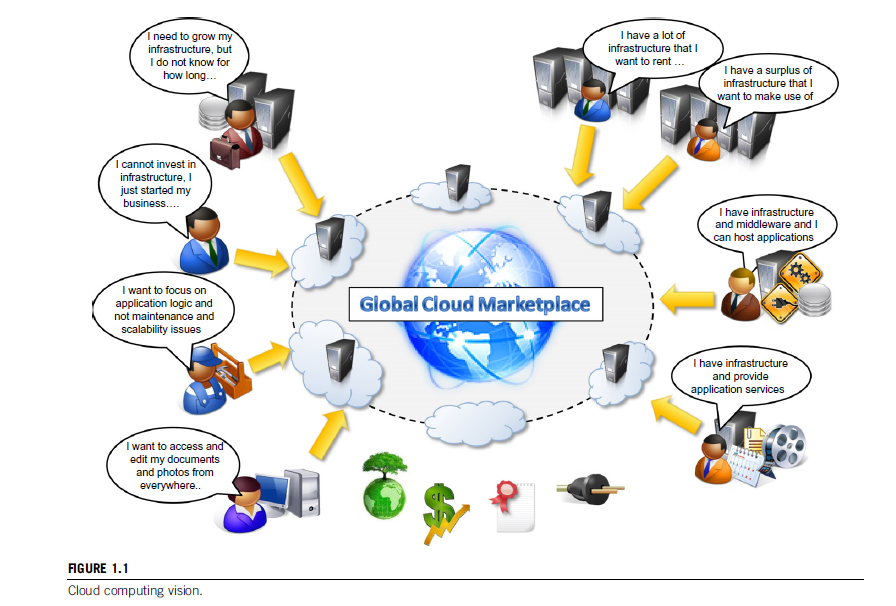 I need to grow my
infrastructure, but
I do not know for
how long…
I have a lot of
infrastructure that I
want to rent …
I have a surplus of
infrastructure that I
want to make use of
I cannot invest in
infrastructure, I
just started my
business….
I have infrastructure
and middleware and I
can host applications
I want to focus on
application logic and
not maintenance and
scalability issues
Global Cloud Marketplace
I have infrastructure
and provide
application services
I want to access and
edit my documents
and photos from
everywhere..
$
FIGURE 1.1
Cloud computing vision.